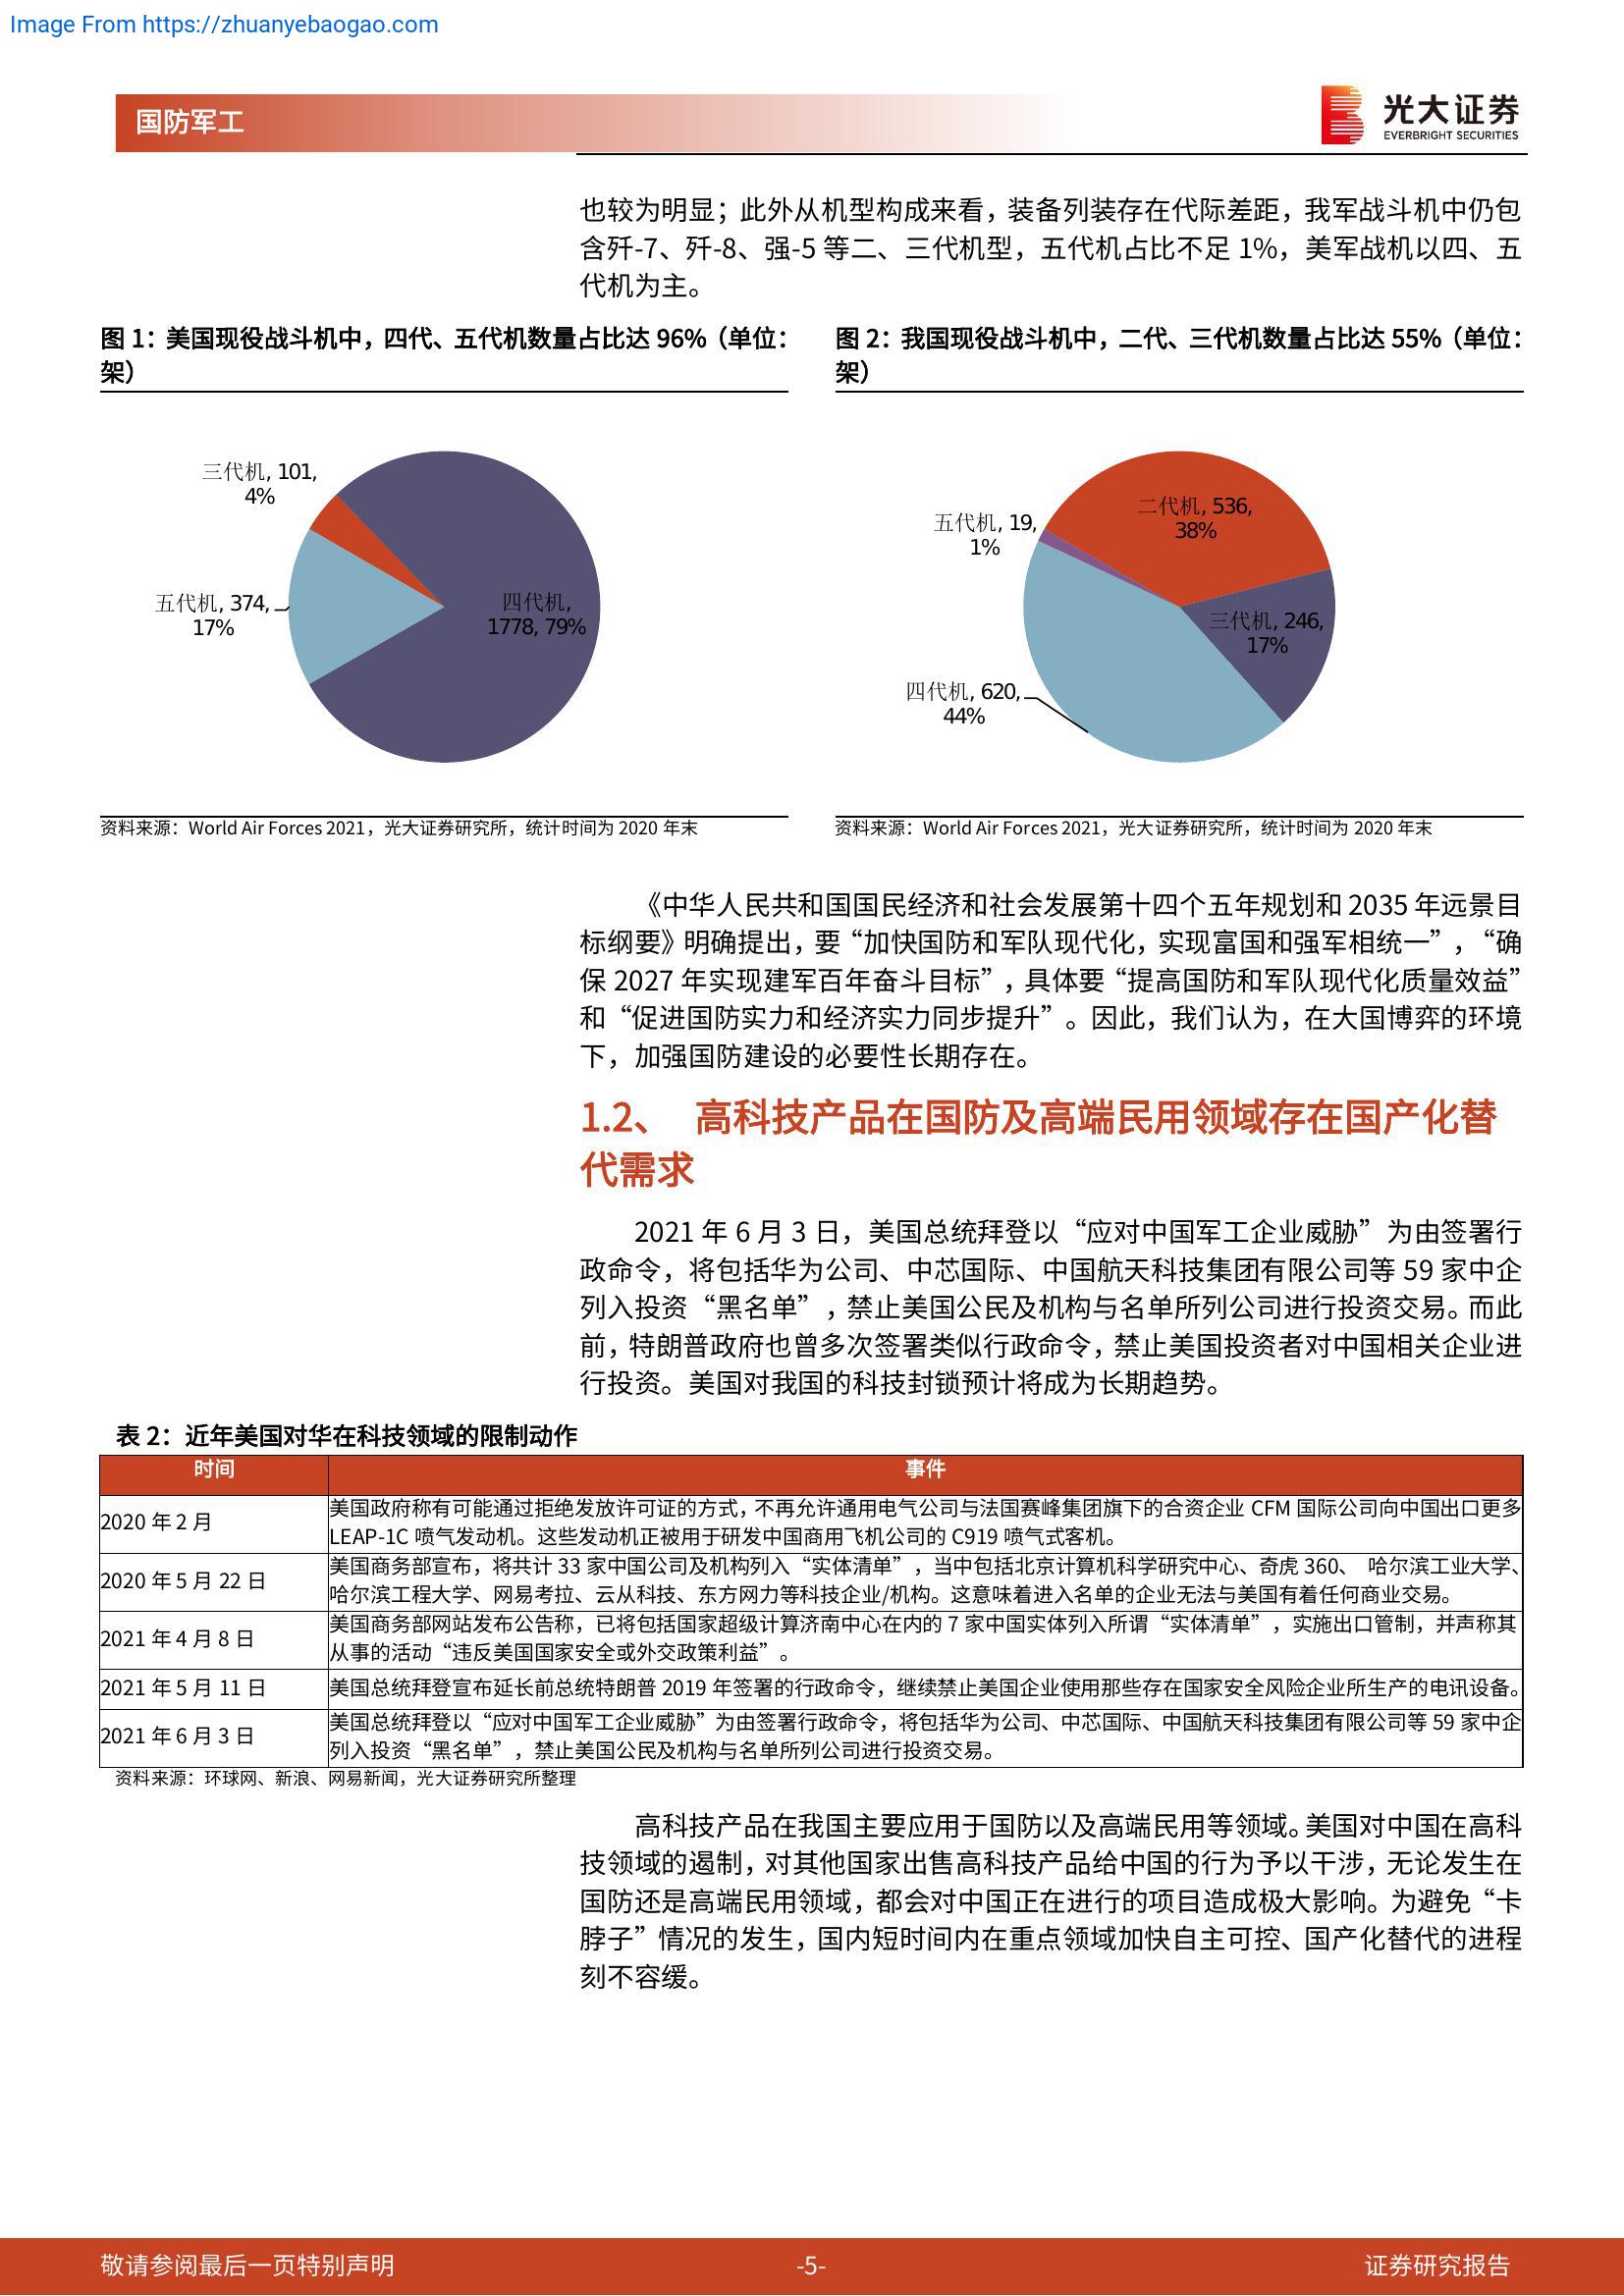 Image From https://zhuanyebaogao.com
国防军工
光大证券
EVERBRIGHT SECURITIES
也较为明显；此外从机型构成来看，装备列装存在代际差距，我军战斗机中仍包
含歼-7、歼-8、强-5 等二、三代机型，五代机占比不足 1%，美军战机以四、五
代机为主。
图 1：美国现役战斗机中，四代、五代机数量占比达 96%（单位：
架）
三代机, 101,
4%
五代机, 374,
17%
四代机,
1778, 79%
资料来源：World Air Forces 2021，光大证券研究所，统计时间为 2020 年末
图 2：我国现役战斗机中，二代、三代机数量占比达 55%（单位：
架）
二代机, 536,
38%
五代机, 19,
1%
三代机, 246,
17%
四代机, 620,
44%
资料来源：World Air Forces 2021，光大证券研究所，统计时间为 2020 年末
《中华人民共和国国民经济和社会发展第十四个五年规划和 2035 年远景目
标纲要》明确提出，要“加快国防和军队现代化，实现富国和强军相统一”，“确
保 2027 年实现建军百年奋斗目标”，具体要“提高国防和军队现代化质量效益”
和“促进国防实力和经济实力同步提升”。因此，我们认为，在大国博弈的环境
下，加强国防建设的必要性长期存在。
1.2、 高科技产品在国防及高端民用领域存在国产化替
代需求
2021 年 6 月 3 日，美国总统拜登以“应对中国军工企业威胁”为由签署行
政命令，将包括华为公司、中芯国际、中国航天科技集团有限公司等 59 家中企
列入投资“黑名单”，禁止美国公民及机构与名单所列公司进行投资交易。而此
前，特朗普政府也曾多次签署类似行政命令，禁止美国投资者对中国相关企业进
行投资。美国对我国的科技封锁预计将成为长期趋势。
表 2：近年美国对华在科技领域的限制动作
时间 事件
2020 年 2 月
美国政府称有可能通过拒绝发放许可证的方式，不再允许通用电气公司与法国赛峰集团旗下的合资企业 CFM 国际公司向中国出口更多
LEAP-1C 喷气发动机。这些发动机正被用于研发中国商用飞机公司的 C919 喷气式客机。
2020 年 5 月 22 日
美国商务部宣布，将共计 33 家中国公司及机构列入“实体清单”，当中包括北京计算机科学研究中心、奇虎 360、 哈尔滨工业大学、
哈尔滨工程大学、网易考拉、云从科技、东方网力等科技企业/机构。这意味着进入名单的企业无法与美国有着任何商业交易。
2021 年 4 月 8 日
美国商务部网站发布公告称，已将包括国家超级计算济南中心在内的 7 家中国实体列入所谓“实体清单”，实施出口管制，并声称其
从事的活动“违反美国国家安全或外交政策利益”。
2021 年 5 月 11 日
美国总统拜登宣布延长前总统特朗普 2019 年签署的行政命令，继续禁止美国企业使用那些存在国家安全风险企业所生产的电讯设备。
2021 年 6 月 3 日
美国总统拜登以“应对中国军工企业威胁”为由签署行政命令，将包括华为公司、中芯国际、中国航天科技集团有限公司等 59 家中企
列入投资“黑名单”，禁止美国公民及机构与名单所列公司进行投资交易。
资料来源：环球网、新浪、网易新闻，光大证券研究所整理
高科技产品在我国主要应用于国防以及高端民用等领域。美国对中国在高科
技领域的遏制，对其他国家出售高科技产品给中国的行为予以干涉，无论发生在
国防还是高端民用领域，都会对中国正在进行的项目造成极大影响。为避免“卡
脖子”情况的发生，国内短时间内在重点领域加快自主可控、国产化替代的进程
刻不容缓。
敬请参阅最后一页特别声明
-5-
证券研究报告